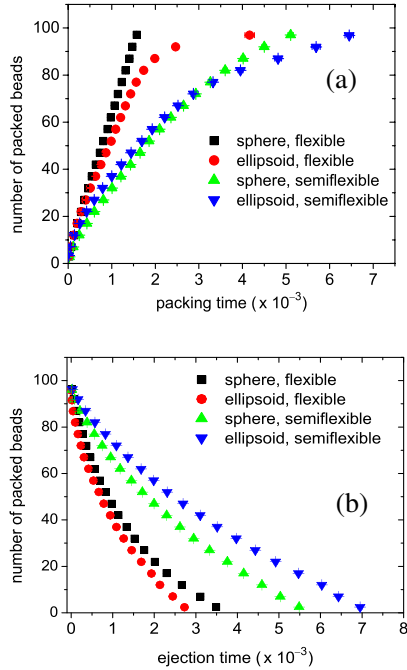 100
80
60
40
20
0
number of packed beads
(a)
sphere, flexible
ellipsoid, flexible
sphere, semiflexible
ellipsoid, semiflexible
0 1 2 3 4 5 6 7
packing time ( x 10⁻³)
100
80
60
40
20
0
number of packed beads
sphere, flexible
ellipsoid, flexible
sphere, semiflexible
ellipsoid, semiflexible
(b)
0 1 2 3 4 5 6 7 8
ejection time ( x 10⁻³)